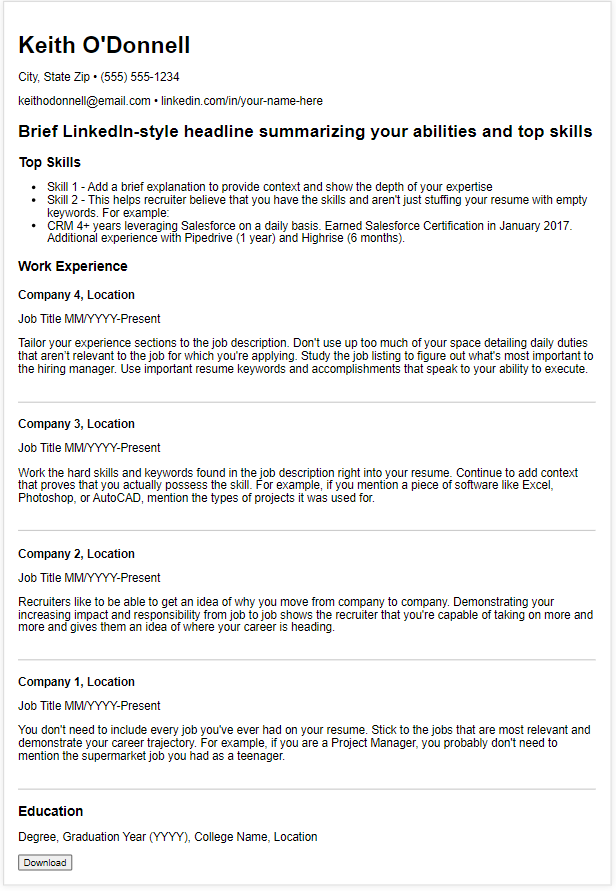 Keith O'Donnell
City, State Zip • (555) 555-1234
keithodonnell@email.com • linkedin.com/in/your-name-here
Brief LinkedIn-style headline summarizing your abilities and top skills
Top Skills
• Skill 1 - Add a brief explanation to provide context and show the depth of your expertise
• Skill 2 - This helps recruiter believe that you have the skills and aren't just stuffing your resume with empty
keywords. For example:
• CRM 4+ years leveraging Salesforce on a daily basis. Earned Salesforce Certification in January 2017.
Additional experience with Pipedrive (1 year) and Highrise (6 months).
Work Experience
Company 4, Location
Job Title MM/YYYY-Present
Tailor your experience sections to the job description. Don't use up too much of your space detailing daily duties
that aren't relevant to the job for which you're applying. Study the job listing to figure out what's most important to
the hiring manager. Use important resume keywords and accomplishments that speak to your ability to execute.
Company 3, Location
Job Title MM/YYYY-Present
Work the hard skills and keywords found in the job description right into your resume. Continue to add context
that proves that you actually possess the skill. For example, if you mention a piece of software like Excel,
Photoshop, or AutoCAD, mention the types of projects it was used for.
Company 2, Location
Job Title MM/YYYY-Present
Recruiters like to be able to get an idea of why you move from company to company. Demonstrating your
increasing impact and responsibility from job to job shows the recruiter that you're capable of taking on more and
more and gives them an idea of where your career is heading.
Company 1, Location
Job Title MM/YYYY-Present
You don't need to include every job you've ever had on your resume. Stick to the jobs that are most relevant and
demonstrate your career trajectory. For example, if you are a Project Manager, you probably don't need to
mention the supermarket job you had as a teenager.
Education
Degree, Graduation Year (YYYY), College Name, Location
Download